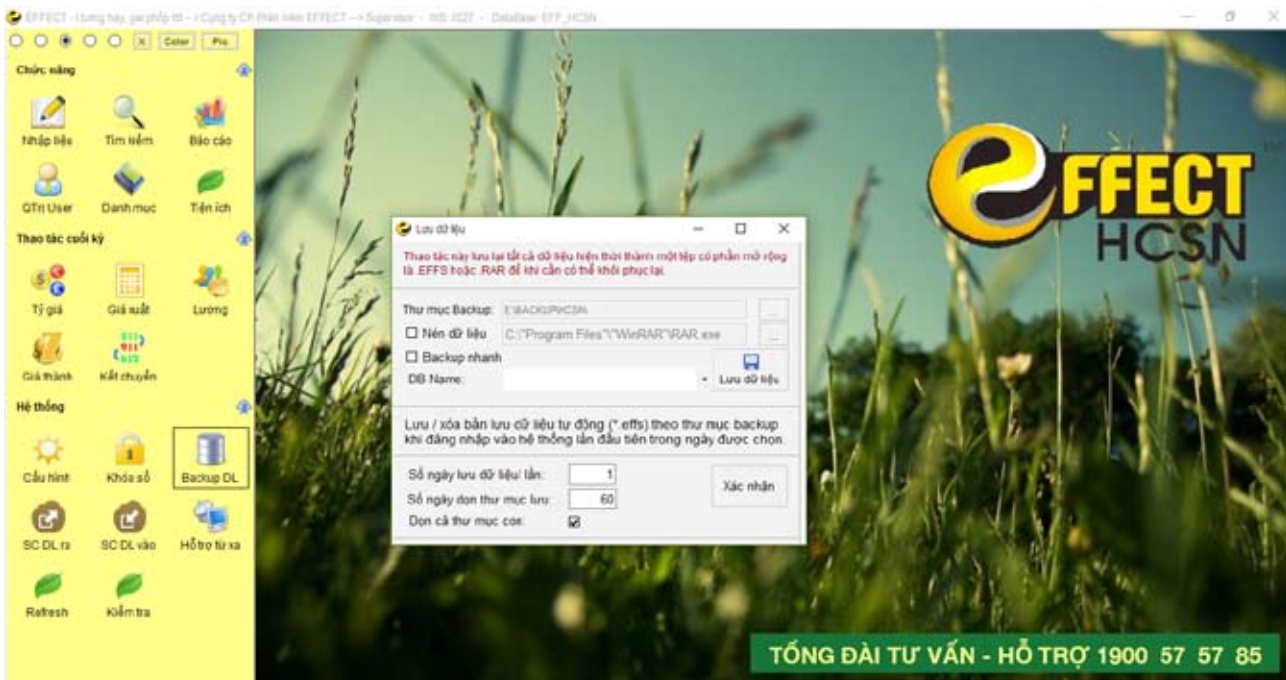 Color
Pic
Chức năng
Nhập liệu
Tìm kiếm
Báo cáo
QTrị User
Danh mục
Tiện ích
Thao tác cuối kỳ
Tỷ giá
Giá xuất
Lương
Giá thành
Kết chuyển
Hệ thống
Cấu hình
Khóa sổ
Backup DL
SC DL ra
SC DL vào
Hỗ trợ từ xa
Refresh
Kiểm tra
eFFECT
HCSN
Lưu dữ liệu
Thao tác này lưu lại tất cả dữ liệu hiện thời thành một tệp có phần mở rộng
là .EFFS hoặc .RAR để khi cần có thể khôi phục lại.
Thư mục Backup: E:\BACKUP\HCSN\
Nén dữ liệu C:\"Program Files"\"WinRAR"\RAR.exe
Backup nhanh
DB Name:
Lưu dữ liệu
Lưu / xóa bản lưu dữ liệu tự động (*.effs) theo thư mục backup
khi đăng nhập vào hệ thống lần đầu tiên trong ngày được chọn.
Số ngày lưu dữ liệu/ lần: 1
Số ngày dọn thư mục lưu: 60
Dọn cả thư mục con:
Xác nhận
TỔNG ĐÀI TƯ VẤN - HỖ TRỢ 1900 57 57 85